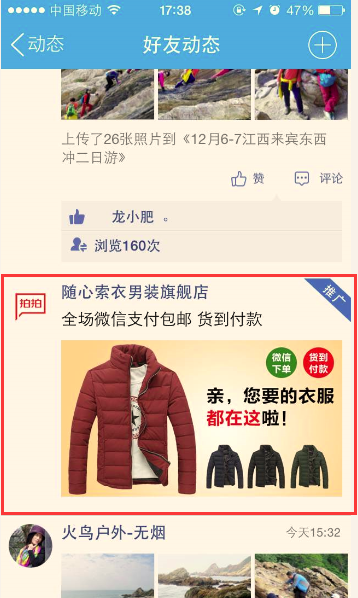 中国移动
17:38
47%
动态
好友动态
上传了26张照片到《12月6-7江西来宾东西
冲二日游》
赞
评论
龙小肥 。
浏览160次
推广
拍拍
随心索衣男装旗舰店
全场微信支付包邮 货到付款
微信
下单
货到
付款
亲，您要的衣服
都在这啦！
火鸟户外-无烟
今天15:32